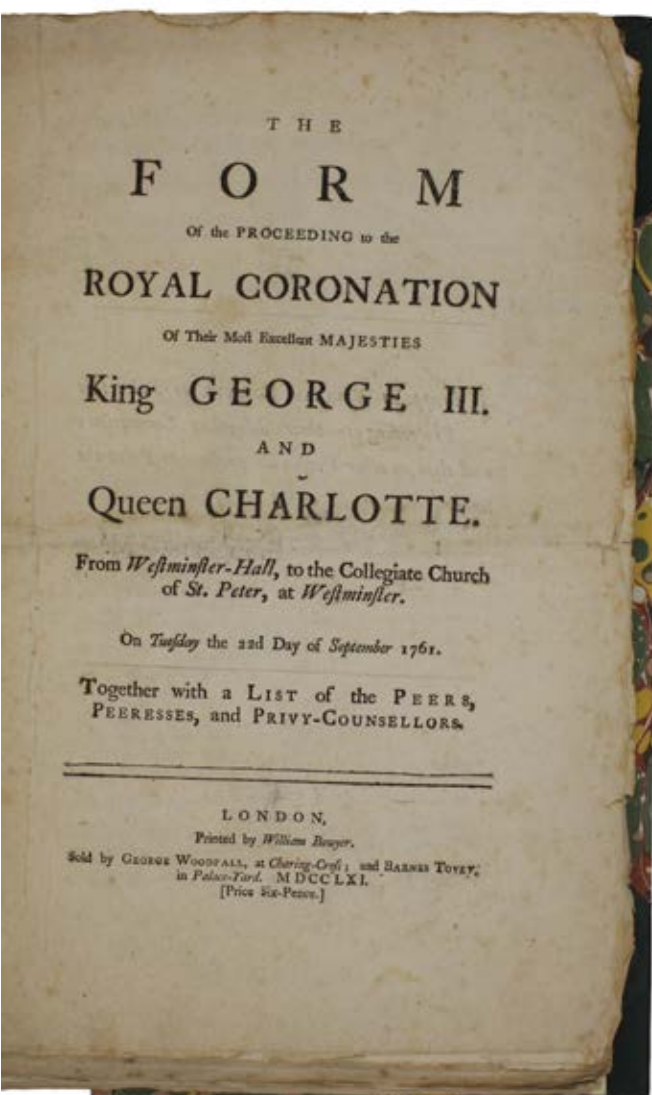 THE
FORM
Of the PROCEEDING to the
ROYAL CORONATION
Of Their Moſt Excellent MAJESTIES
King GEORGE III.
AND
Queen CHARLOTTE.
From Weſtminſter-Hall, to the Collegiate Church
of St. Peter, at Weſtminſter.
On Tueſday the 22d Day of September 1761.
Together with a LIST of the PEERS,
PEERESSES, and PRIVY-COUNSELLORS.
LONDON,
Printed by William Bowyer.
Sold by GEORGE WOODFALL, at Charing-Croſs; and BARNES TOVEY,
in Palace-Yard. MDCCLXI.
[Price Six-Pence.]